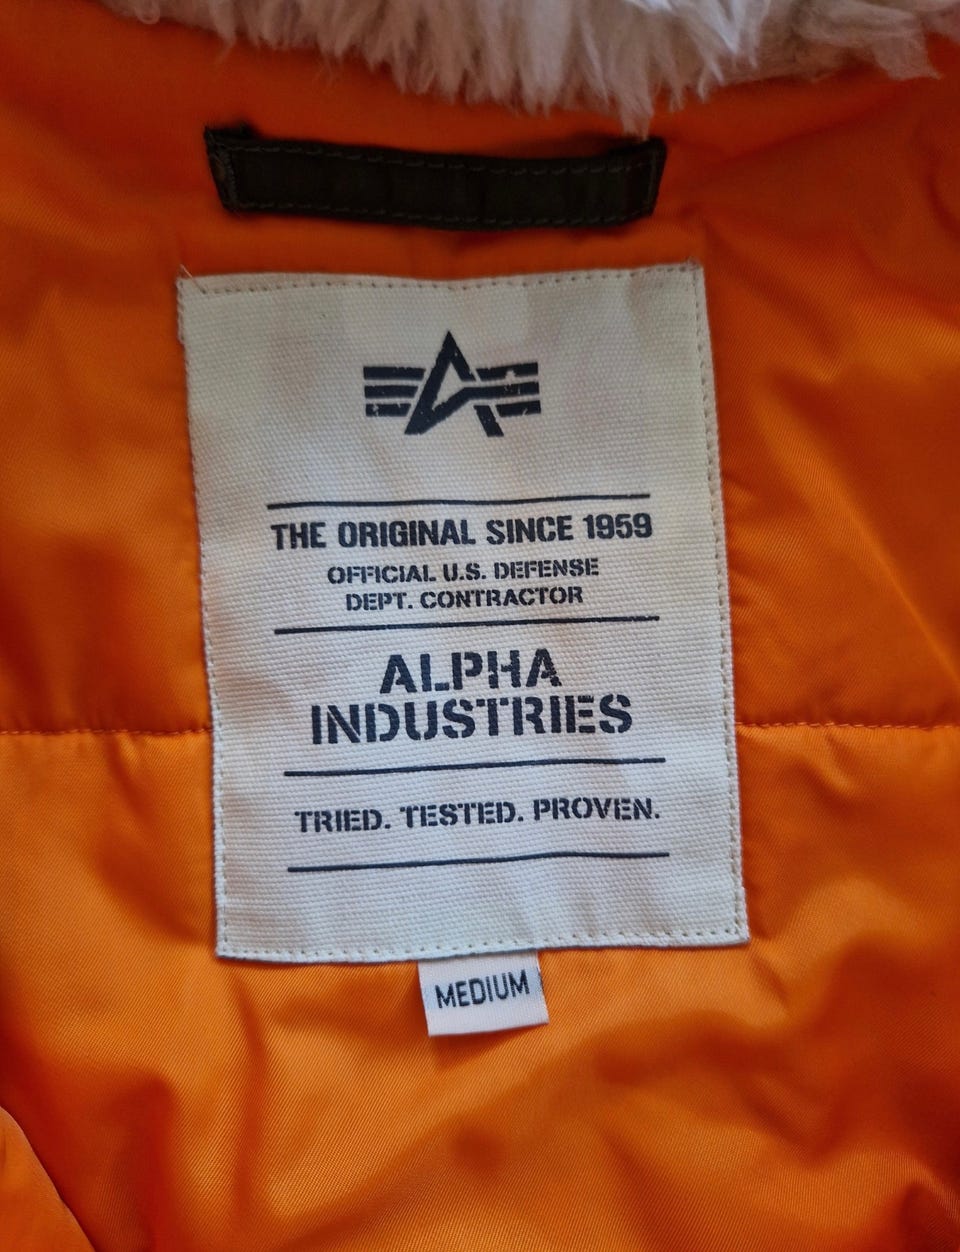 THE ORIGINAL SINCE 1959
OFFICIAL U.S. DEFENSE
DEPT. CONTRACTOR
ALPHA
INDUSTRIES
TRIED. TESTED. PROVEN.
MEDIUM